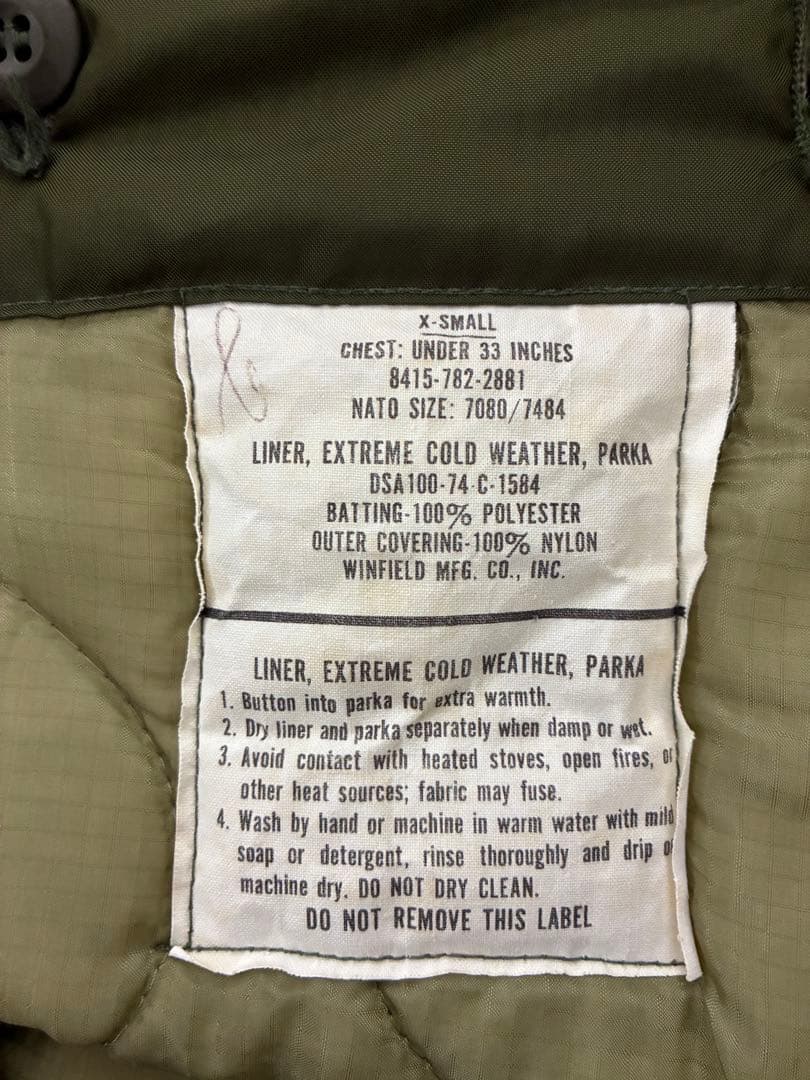 X-SMALL
CHEST: UNDER 33 INCHES
8415-782-2881
NATO SIZE: 7080/7484
LINER, EXTREME COLD WEATHER, PARKA
DSA100-74-C-1584
BATTING-100% POLYESTER
OUTER COVERING-100% NYLON
WINFIELD MFG. CO., INC.
LINER, EXTREME COLD WEATHER, PARKA
1. Button into parka for extra warmth.
2. Dry liner and parka separately when damp or wet.
3. Avoid contact with heated stoves, open fires, or
other heat sources; fabric may fuse.
4. Wash by hand or machine in warm water with mild
soap or detergent, rinse thoroughly and drip or
machine dry. DO NOT DRY CLEAN.
DO NOT REMOVE THIS LABEL